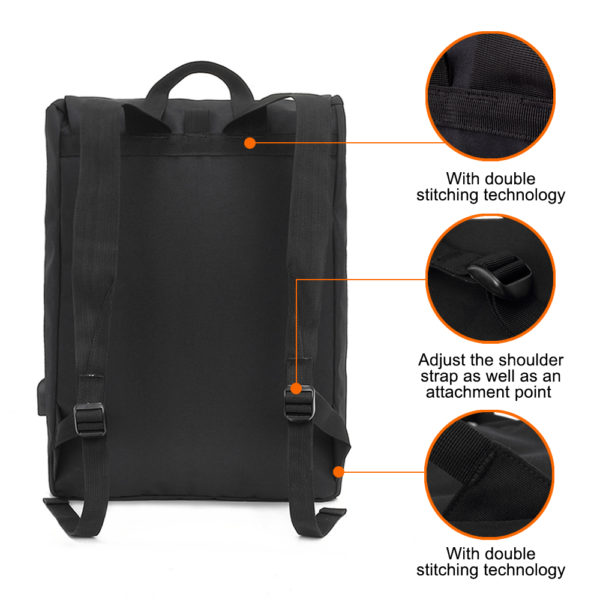 With double
stitching technology
Adjust the shoulder
strap as well as an
attachment point
With double
stitching technology